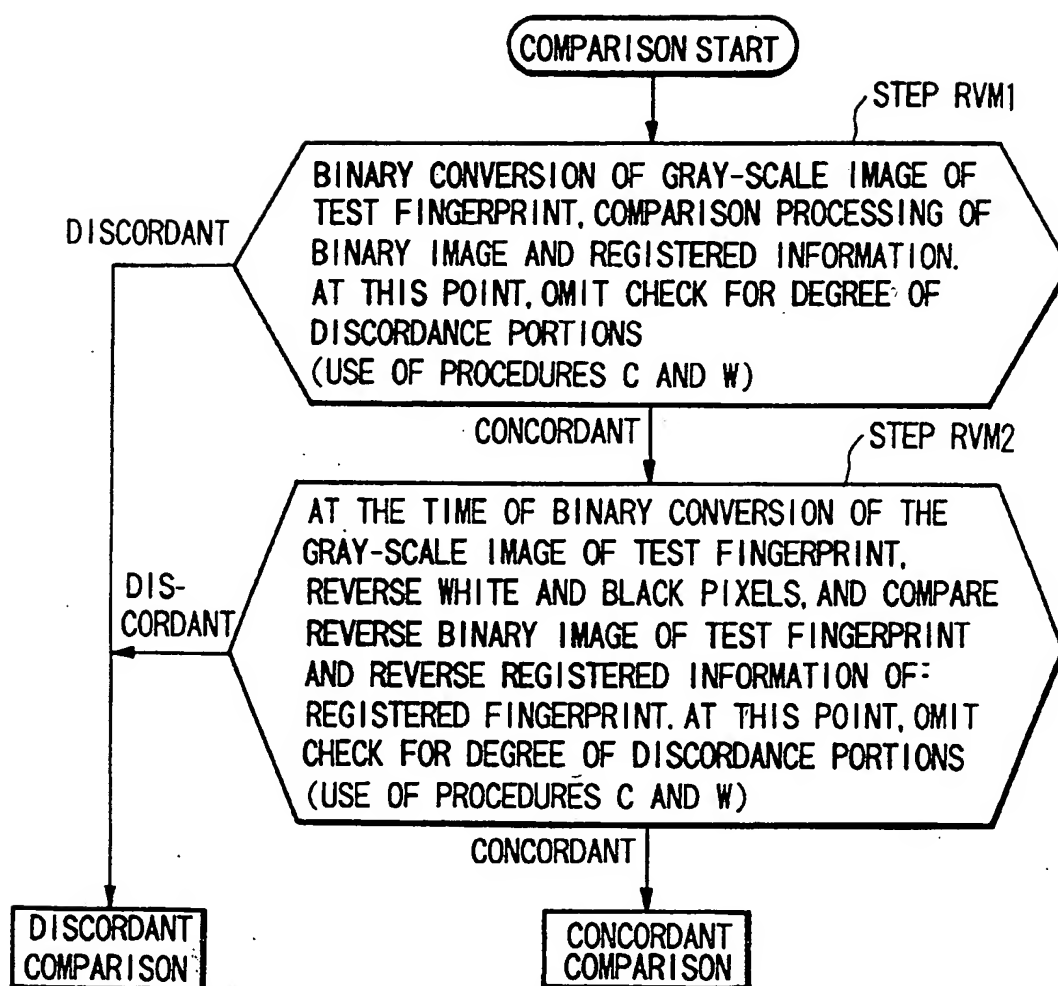 COMPARISON START
STEP RVM1
BINARY CONVERSION OF GRAY-SCALE IMAGE OF
TEST FINGERPRINT, COMPARISON PROCESSING OF
BINARY IMAGE AND REGISTERED INFORMATION.
AT THIS POINT, OMIT CHECK FOR DEGREE OF
DISCORDANCE PORTIONS
(USE OF PROCEDURES C AND W)
DISCORDANT
CONCORDANT
STEP RVM2
AT THE TIME OF BINARY CONVERSION OF THE
GRAY-SCALE IMAGE OF TEST FINGERPRINT,
REVERSE WHITE AND BLACK PIXELS, AND COMPARE
REVERSE BINARY IMAGE OF TEST FINGERPRINT
AND REVERSE REGISTERED INFORMATION OF
REGISTERED FINGERPRINT. AT THIS POINT, OMIT
CHECK FOR DEGREE OF DISCORDANCE PORTIONS
(USE OF PROCEDURES C AND W)
DIS-
CORDANT
CONCORDANT
DISCORDANT
COMPARISON
CONCORDANT
COMPARISON